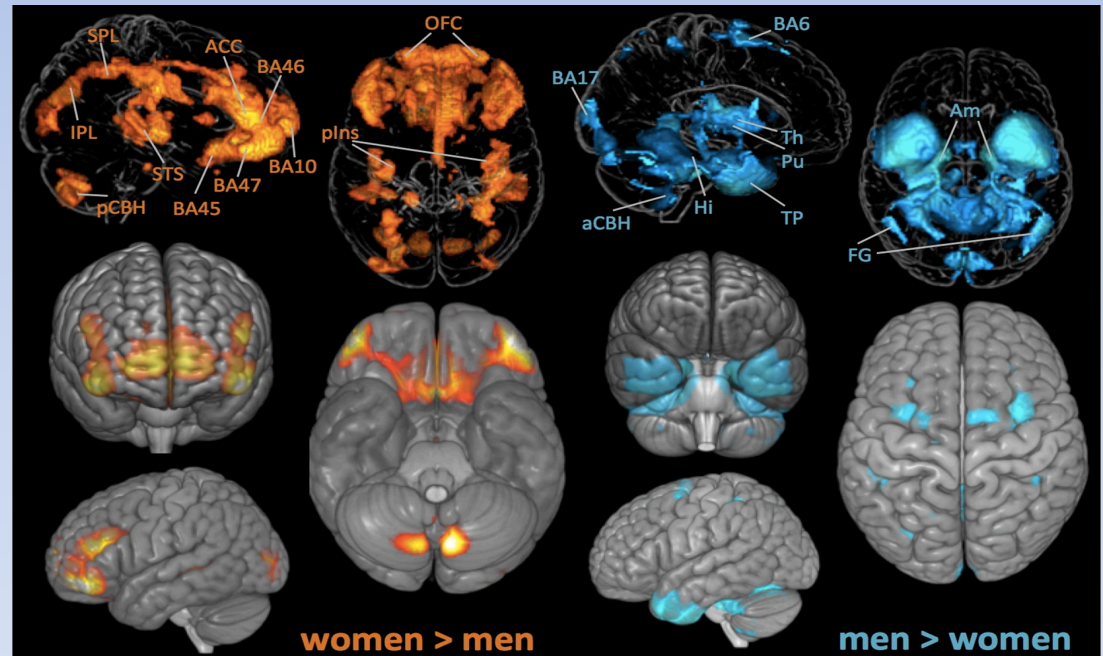 SPL
ACC
BA46
IPL
STS
BA47
BA10
pCBH
BA45
OFC
pIns
BA6
BA17
Th
Pu
Hi
TP
aCBH
Am
FG
women > men
men > women